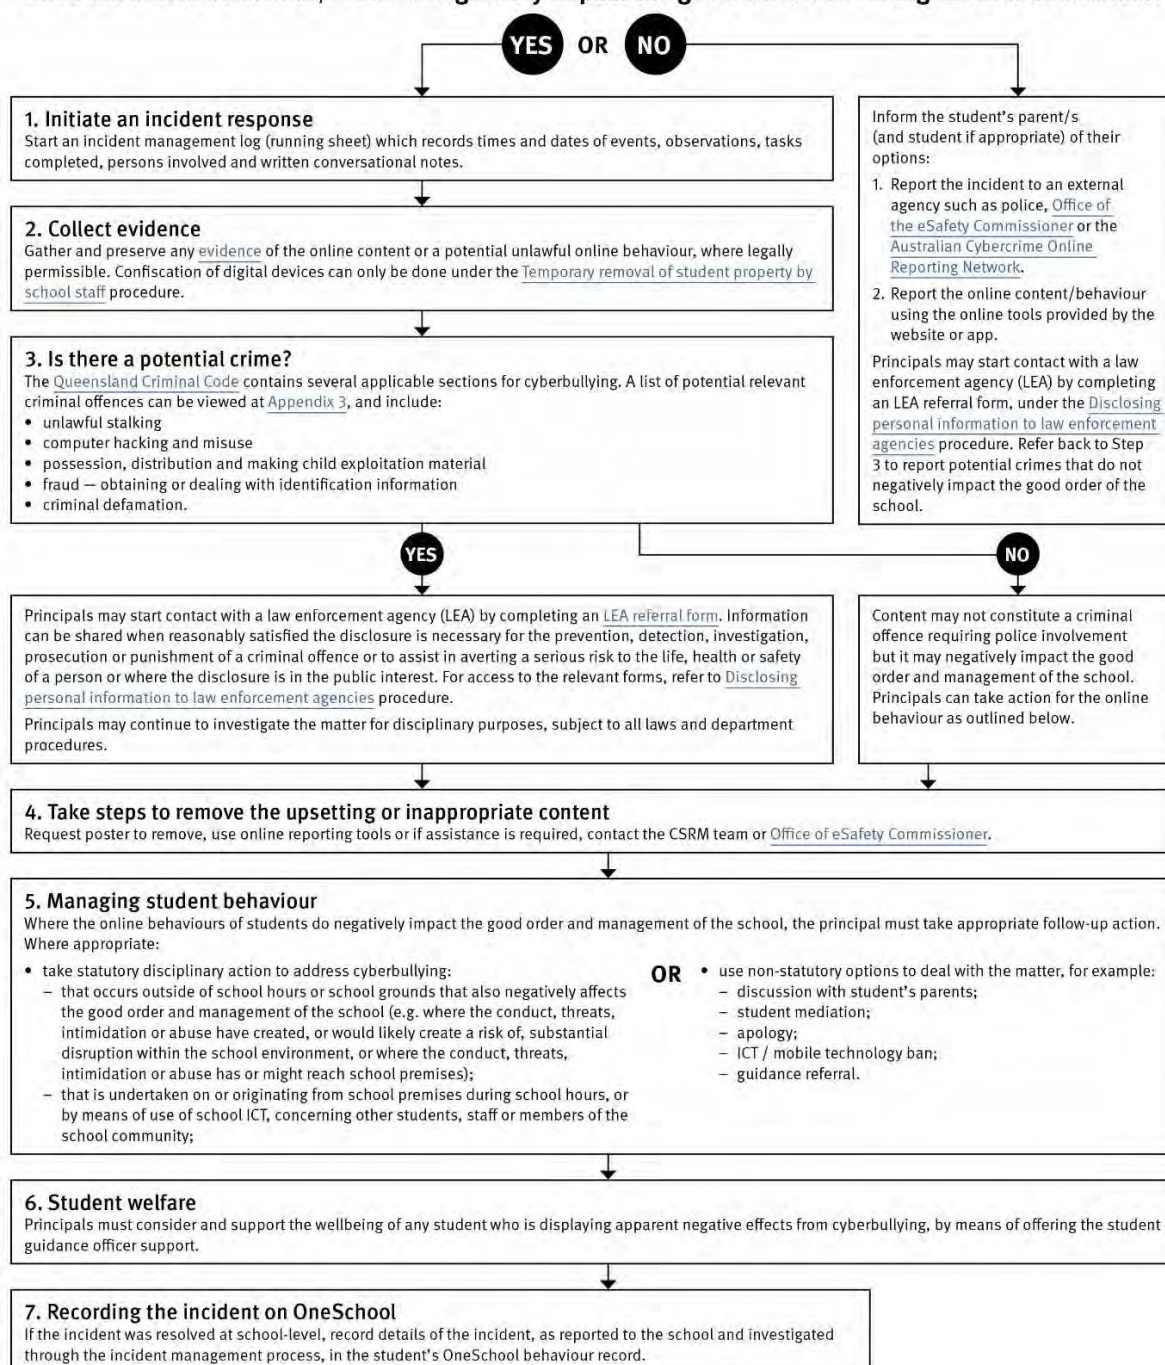 YES OR NO
1. Initiate an incident response
Start an incident management log (running sheet) which records times and dates of events, observations, tasks
completed, persons involved and written conversational notes.
2. Collect evidence
Gather and preserve any evidence of the online content or a potential unlawful online behaviour, where legally
permissible. Confiscation of digital devices can only be done under the Temporary removal of student property by
school staff procedure.
3. Is there a potential crime?
The Queensland Criminal Code contains several applicable sections for cyberbullying. A list of potential relevant
criminal offences can be viewed at Appendix 3, and include:
• unlawful stalking
• computer hacking and misuse
• possession, distribution and making child exploitation material
• fraud — obtaining or dealing with identification information
• criminal defamation.
Inform the student's parent/s
(and student if appropriate) of their
options:
1. Report the incident to an external
agency such as police, Office of
the eSafety Commissioner or the
Australian Cybercrime Online
Reporting Network.
2. Report the online content/behaviour
using the online tools provided by the
website or app.
Principals may start contact with a law
enforcement agency (LEA) by completing
an LEA referral form, under the Disclosing
personal information to law enforcement
agencies procedure. Refer back to Step
3 to report potential crimes that do not
negatively impact the good order of the
school.
YES
NO
Principals may start contact with a law enforcement agency (LEA) by completing an LEA referral form. Information
can be shared when reasonably satisfied the disclosure is necessary for the prevention, detection, investigation,
prosecution or punishment of a criminal offence or to assist in averting a serious risk to the life, health or safety
of a person or where the disclosure is in the public interest. For access to the relevant forms, refer to Disclosing
personal information to law enforcement agencies procedure.
Principals may continue to investigate the matter for disciplinary purposes, subject to all laws and department
procedures.
Content may not constitute a criminal
offence requiring police involvement
but it may negatively impact the good
order and management of the school.
Principals can take action for the online
behaviour as outlined below.
4. Take steps to remove the upsetting or inappropriate content
Request poster to remove, use online reporting tools or if assistance is required, contact the CSRM team or Office of eSafety Commissioner.
5. Managing student behaviour
Where the online behaviours of students do negatively impact the good order and management of the school, the principal must take appropriate follow-up action.
Where appropriate:
• take statutory disciplinary action to address cyberbullying:
– that occurs outside of school hours or school grounds that also negatively affects
the good order and management of the school (e.g. where the conduct, threats,
intimidation or abuse have created, or would likely create a risk of, substantial
disruption within the school environment, or where the conduct, threats,
intimidation or abuse has or might reach school premises);
– that is undertaken on or originating from school premises during school hours, or
by means of use of school ICT, concerning other students, staff or members of the
school community;
OR
• use non-statutory options to deal with the matter, for example:
– discussion with student's parents;
– student mediation;
– apology;
– ICT / mobile technology ban;
– guidance referral.
6. Student welfare
Principals must consider and support the wellbeing of any student who is displaying apparent negative effects from cyberbullying, by means of offering the student
guidance officer support.
7. Recording the incident on OneSchool
If the incident was resolved at school-level, record details of the incident, as reported to the school and investigated
through the incident management process, in the student's OneSchool behaviour record.